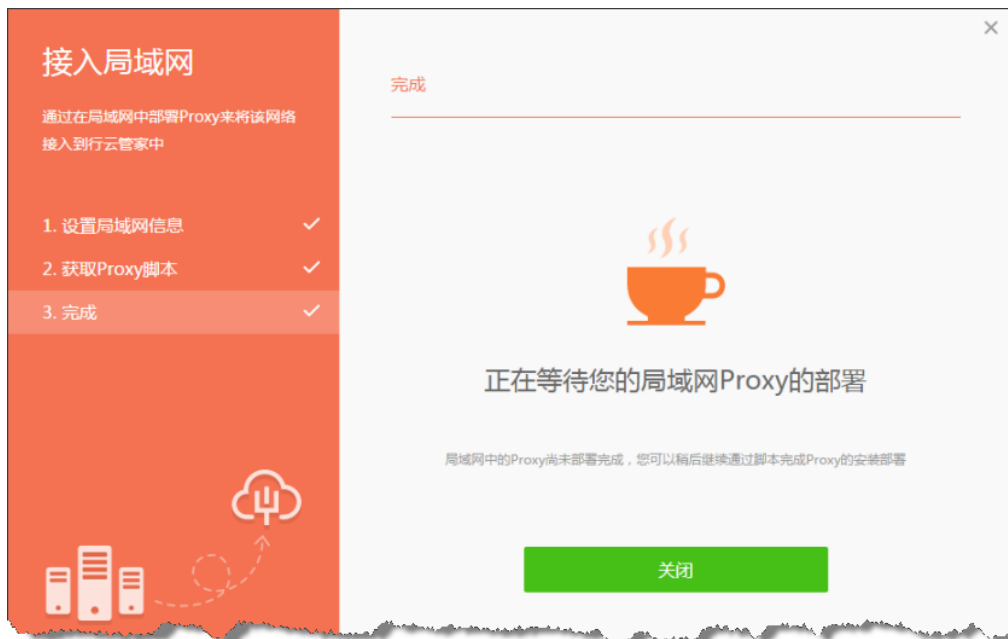 接入局域网
通过在局域网中部署Proxy来将该网络
接入到行云管家中
1. 设置局域网信息
2. 获取Proxy脚本
3. 完成
完成
正在等待您的局域网Proxy的部署
局域网中的Proxy尚未部署完成，您可以稍后继续通过脚本完成Proxy的安装部署
关闭